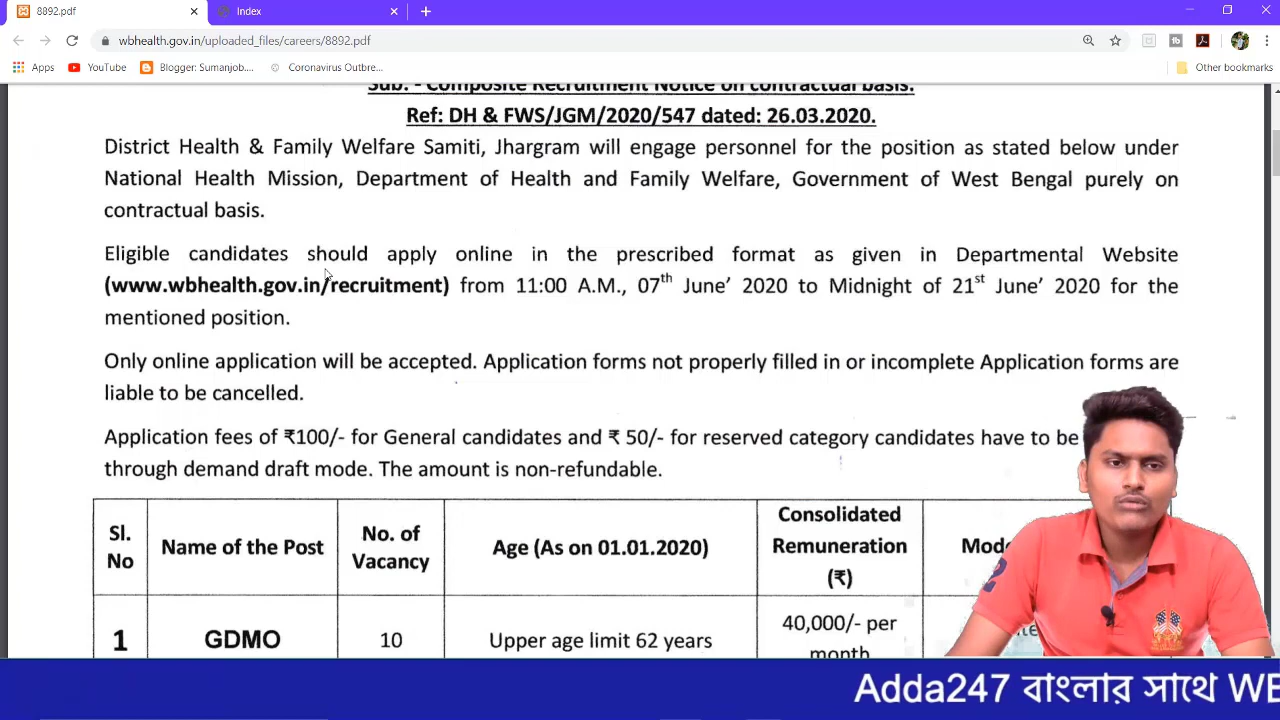 8892.pdf
Index
wbhealth.gov.in/uploaded_files/careers/8892.pdf
Apps
YouTube
Blogger: Sumanjob....
Coronavirus Outbre...
Other bookmarks
Sub: - Composite Recruitment Notice on contractual basis.
Ref: DH & FWS/JGM/2020/547 dated: 26.03.2020.
District Health & Family Welfare Samiti, Jhargram will engage personnel for the position as stated below under
National Health Mission, Department of Health and Family Welfare, Government of West Bengal purely on
contractual basis.
Eligible candidates should apply online in the prescribed format as given in Departmental Website
(www.wbhealth.gov.in/recruitment) from 11:00 A.M., 07th June' 2020 to Midnight of 21st June' 2020 for the
mentioned position.
Only online application will be accepted. Application forms not properly filled in or incomplete Application forms are
liable to be cancelled.
Application fees of ₹100/- for General candidates and ₹ 50/- for reserved category candidates have to be
through demand draft mode. The amount is non-refundable.
Sl. No
Name of the Post
No. of Vacancy
Age (As on 01.01.2020)
Consolidated Remuneration (₹)
1
GDMO
10
Upper age limit 62 years
40,000/- per month
Adda247 বাংলার সাথে WE